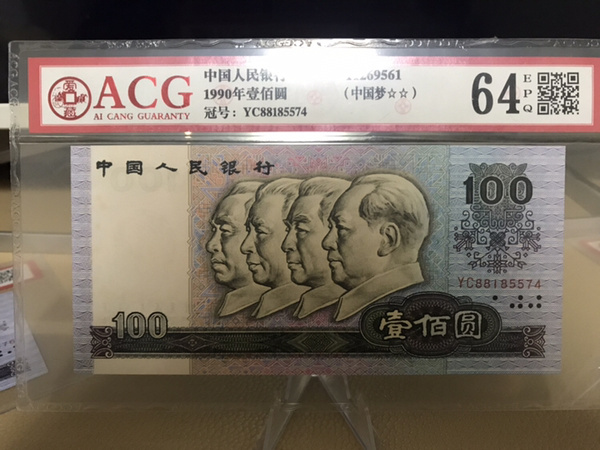 ACG
AI CANG GUARANTY
中国人民银行
1990年壹佰圆
冠号：YC88185574
269561
（中国梦☆☆）
64
EPQ
中国人民银行
100
YC88185574
100
壹佰圆